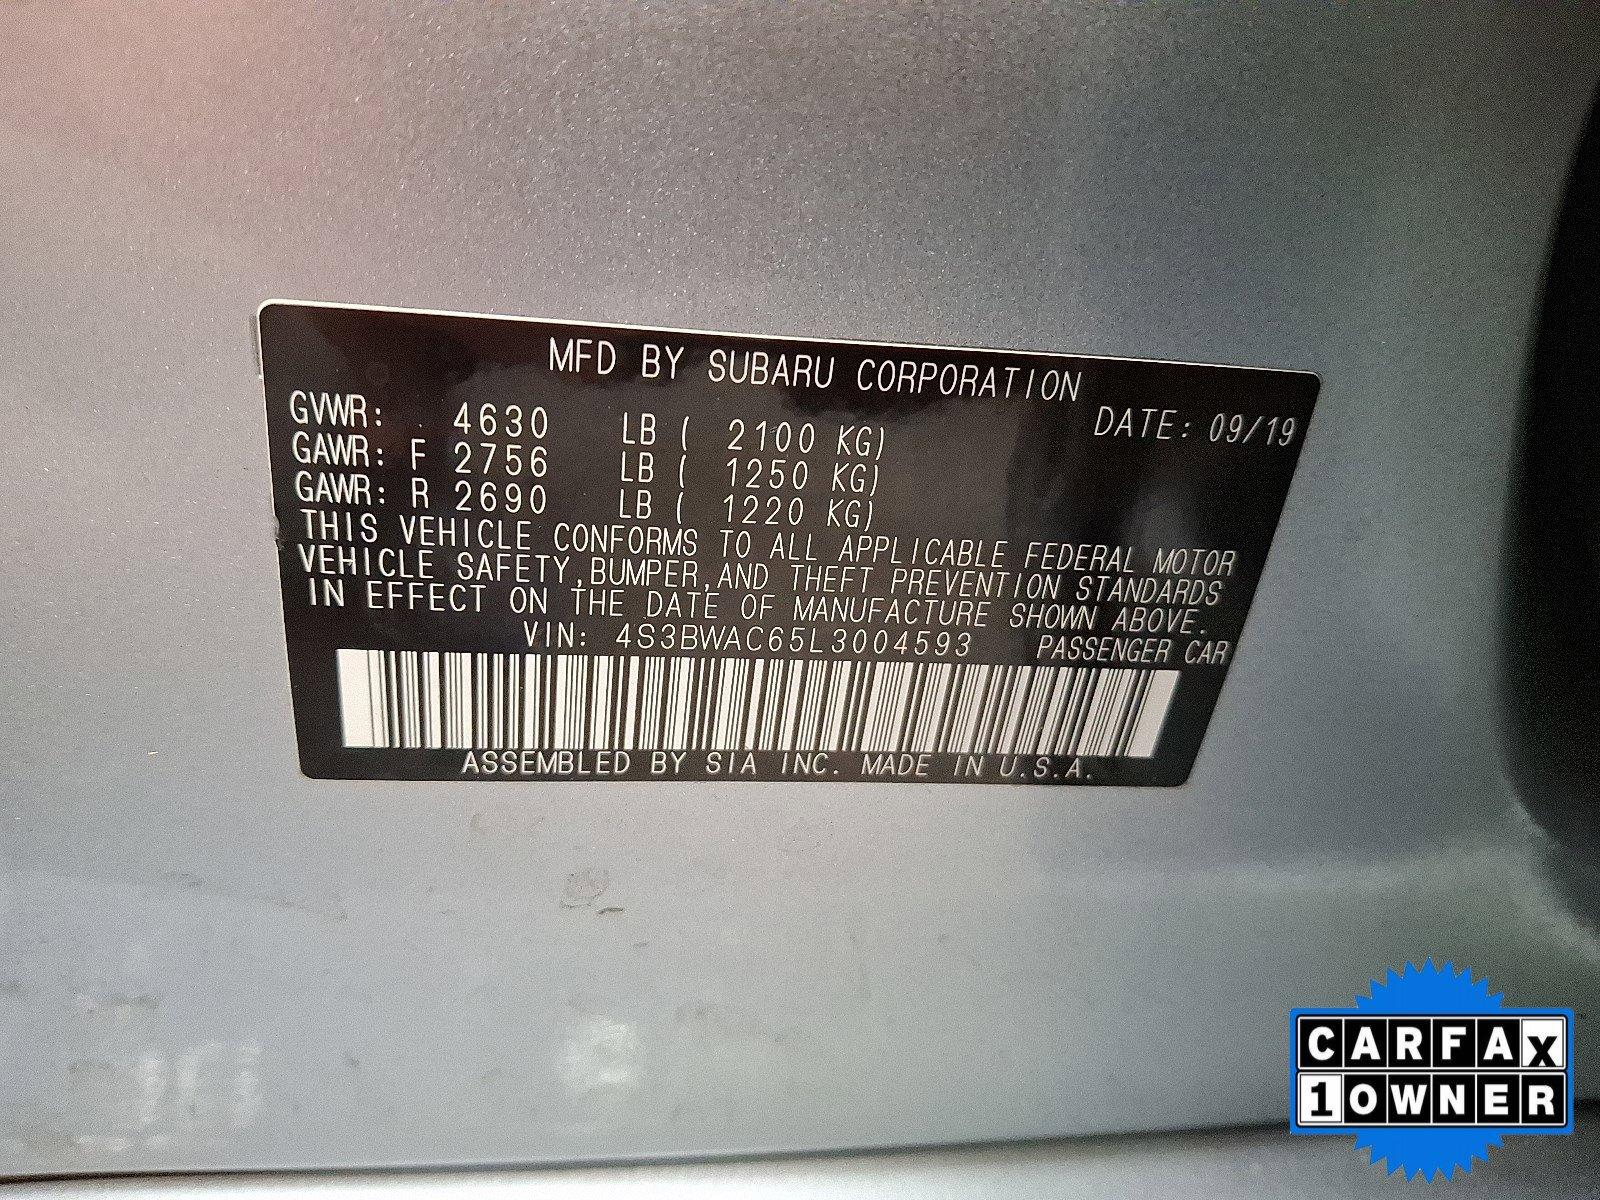 MFD BY SUBARU CORPORATION
DATE: 09/19
GVWR: 4630 LB ( 2100 KG)
GAWR: F 2756 LB ( 1250 KG)
GAWR: R 2690 LB ( 1220 KG)
THIS VEHICLE CONFORMS TO ALL APPLICABLE FEDERAL MOTOR
VEHICLE SAFETY,BUMPER,AND THEFT PREVENTION STANDARDS
IN EFFECT ON THE DATE OF MANUFACTURE SHOWN ABOVE.
VIN: 4S3BWAC65L3004593 PASSENGER CAR
ASSEMBLED BY SIA INC. MADE IN U.S.A.
CARFAX
1 OWNER